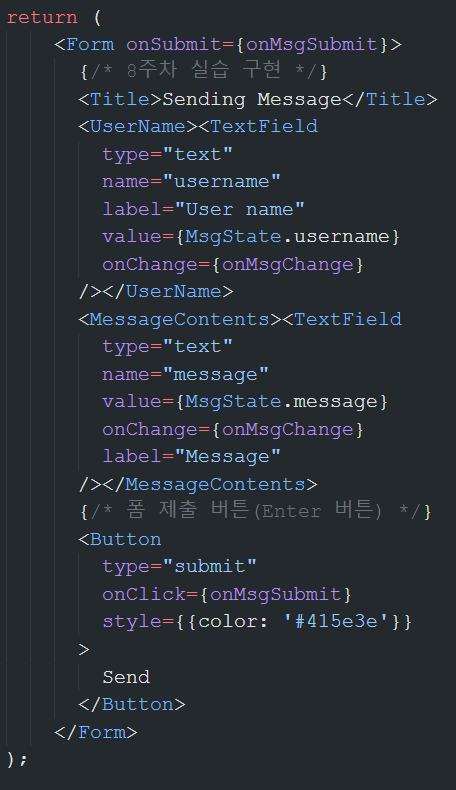 return (
<Form onSubmit={onMsgSubmit}>
{/* 8주차 실습 구현 */}
<Title>Sending Message</Title>
<UserName><TextField
type="text"
name="username"
label="User name"
value={MsgState.username}
onChange={onMsgChange}
/></UserName>
<MessageContents><TextField
type="text"
name="message"
value={MsgState.message}
onChange={onMsgChange}
label="Message"
/></MessageContents>
{/* 폼 제출 버튼(Enter 버튼) */}
<Button
type="submit"
onClick={onMsgSubmit}
style={{color: '#415e3e'}}
>
Send
</Button>
</Form>
);